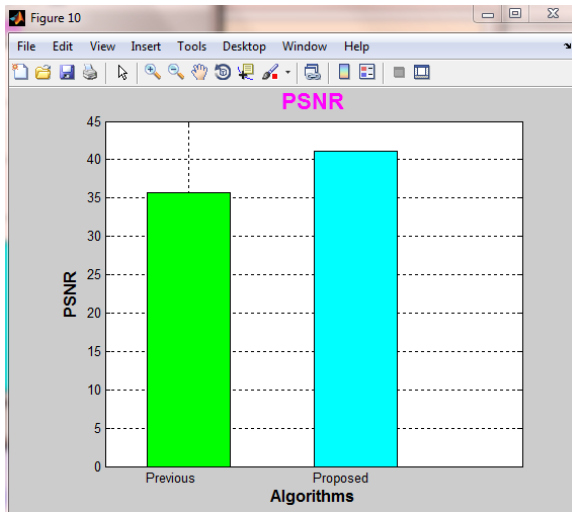 Figure 10
File Edit View Insert Tools Desktop Window Help
PSNR
45
40
35
30
25
20
15
10
5
0
PSNR
Previous Proposed
Algorithms